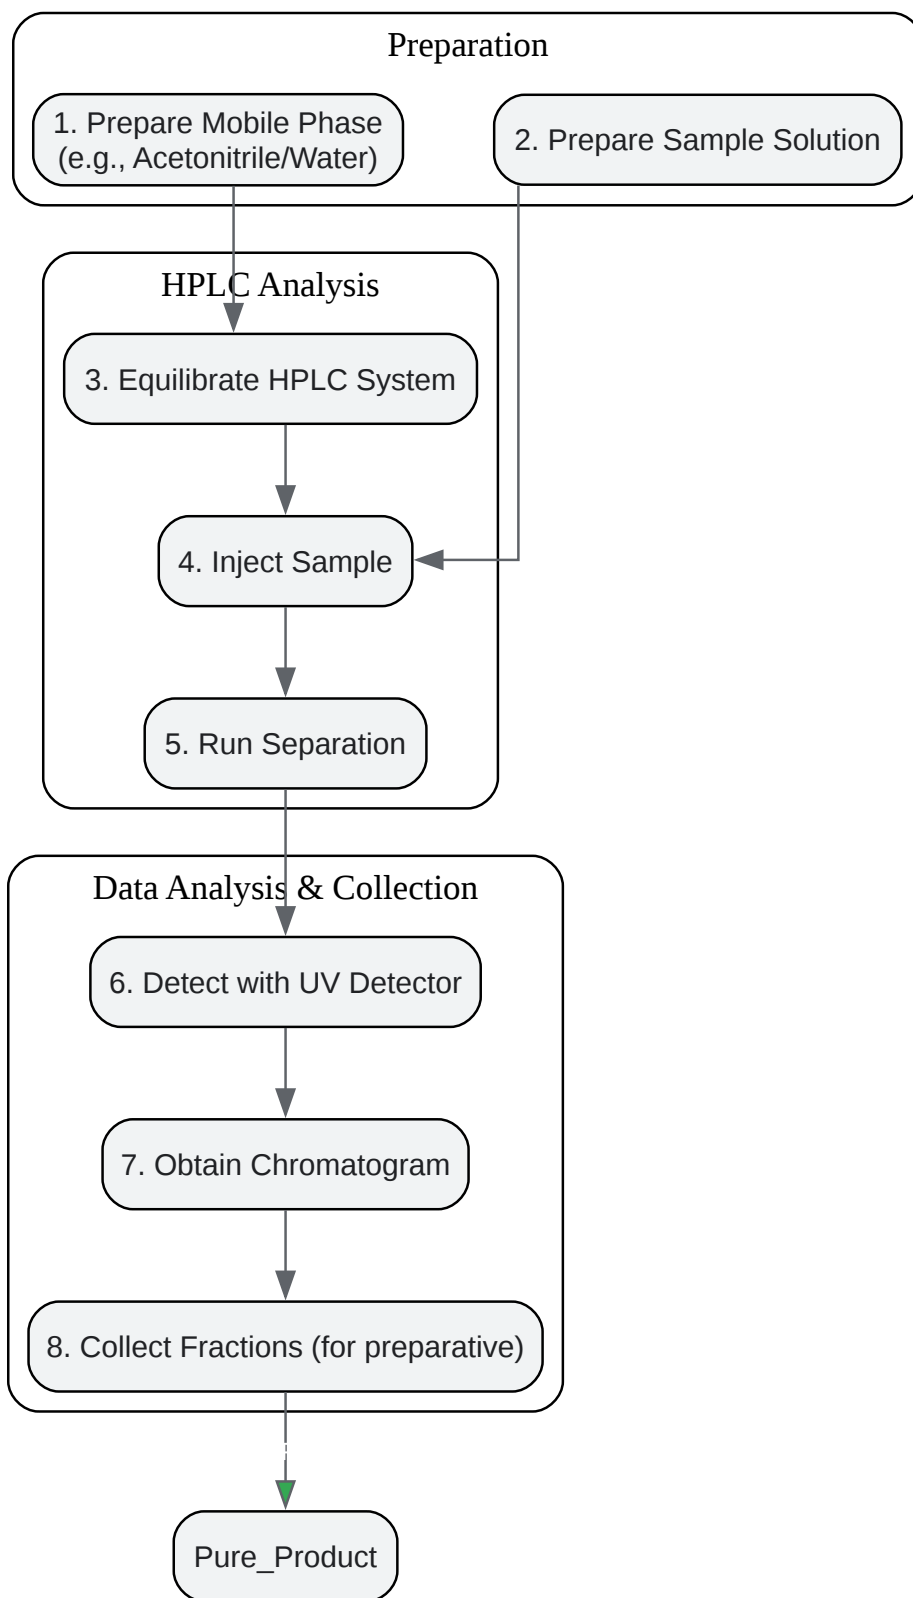 Preparation
1. Prepare Mobile Phase
(e.g., Acetonitrile/Water)
2. Prepare Sample Solution
HPLC Analysis
3. Equilibrate HPLC System
4. Inject Sample
5. Run Separation
Data Analysis & Collection
6. Detect with UV Detector
7. Obtain Chromatogram
8. Collect Fractions (for preparative)
Pure_Product